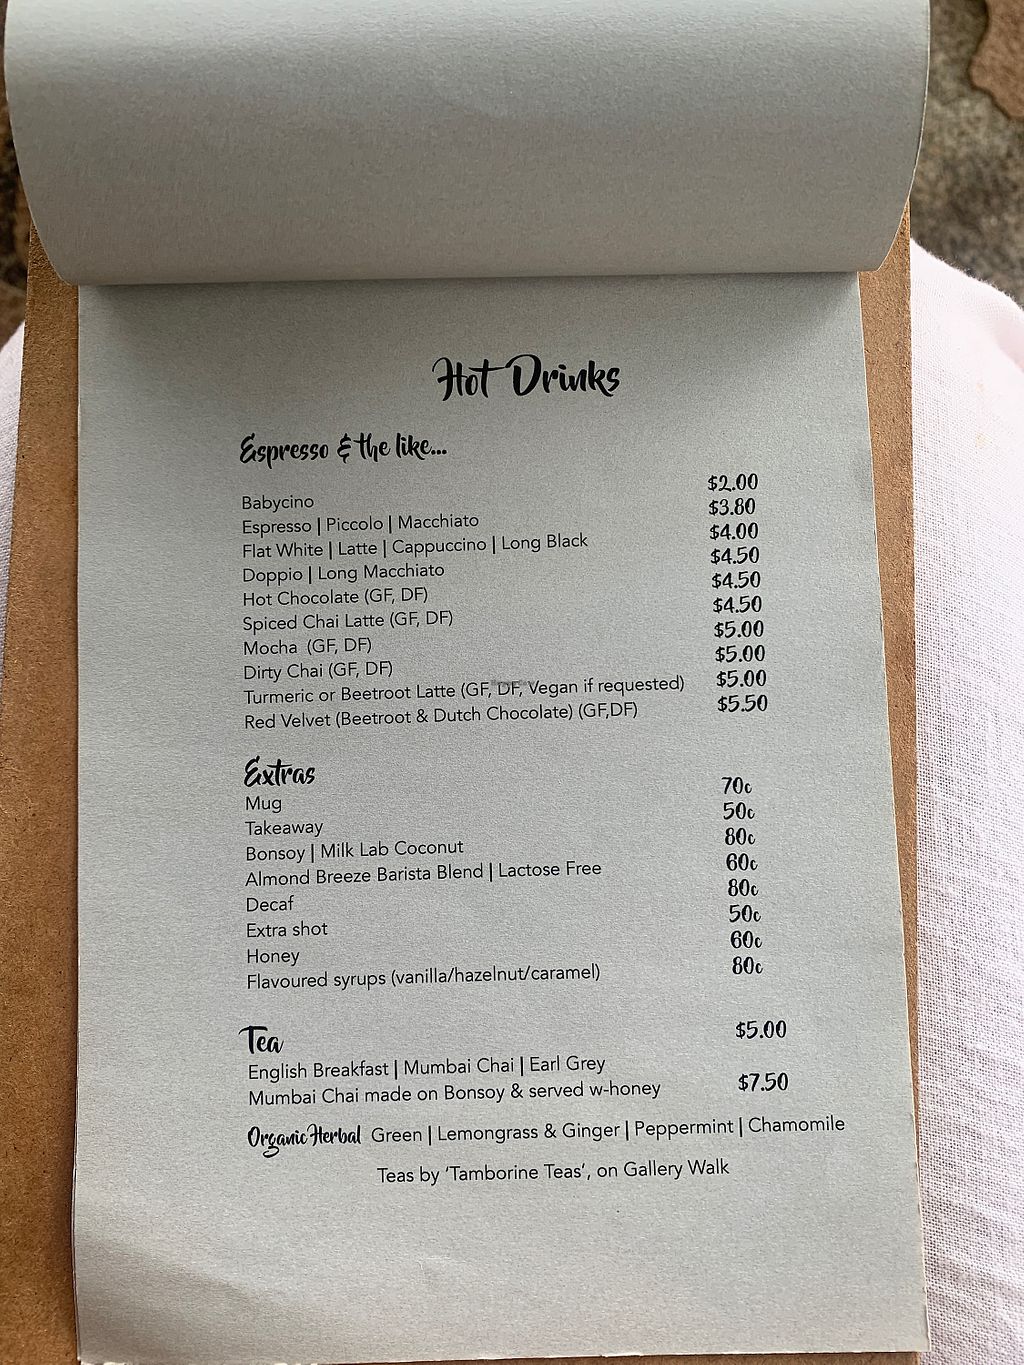 Hot Drinks
Espresso & the like...
Babycino $2.00
Espresso | Piccolo | Macchiato $3.80
Flat White | Latte | Cappuccino | Long Black $4.00
Doppio | Long Macchiato $4.50
Hot Chocolate (GF, DF) $4.50
Spiced Chai Latte (GF, DF) $4.50
Mocha (GF, DF) $5.00
Dirty Chai (GF, DF) $5.00
Turmeric or Beetroot Latte (GF, DF, Vegan if requested) $5.00
Red Velvet (Beetroot & Dutch Chocolate) (GF,DF) $5.50
Extras
Mug 70c
Takeaway 50c
Bonsoy | Milk Lab Coconut 80c
Almond Breeze Barista Blend | Lactose Free 60c
Decaf 80c
Extra shot 50c
Honey 60c
Flavoured syrups (vanilla/hazelnut/caramel) 80c
Tea $5.00
English Breakfast | Mumbai Chai | Earl Grey
Mumbai Chai made on Bonsoy & served w-honey $7.50
Organic Herbal Green | Lemongrass & Ginger | Peppermint | Chamomile
Teas by 'Tamborine Teas', on Gallery Walk